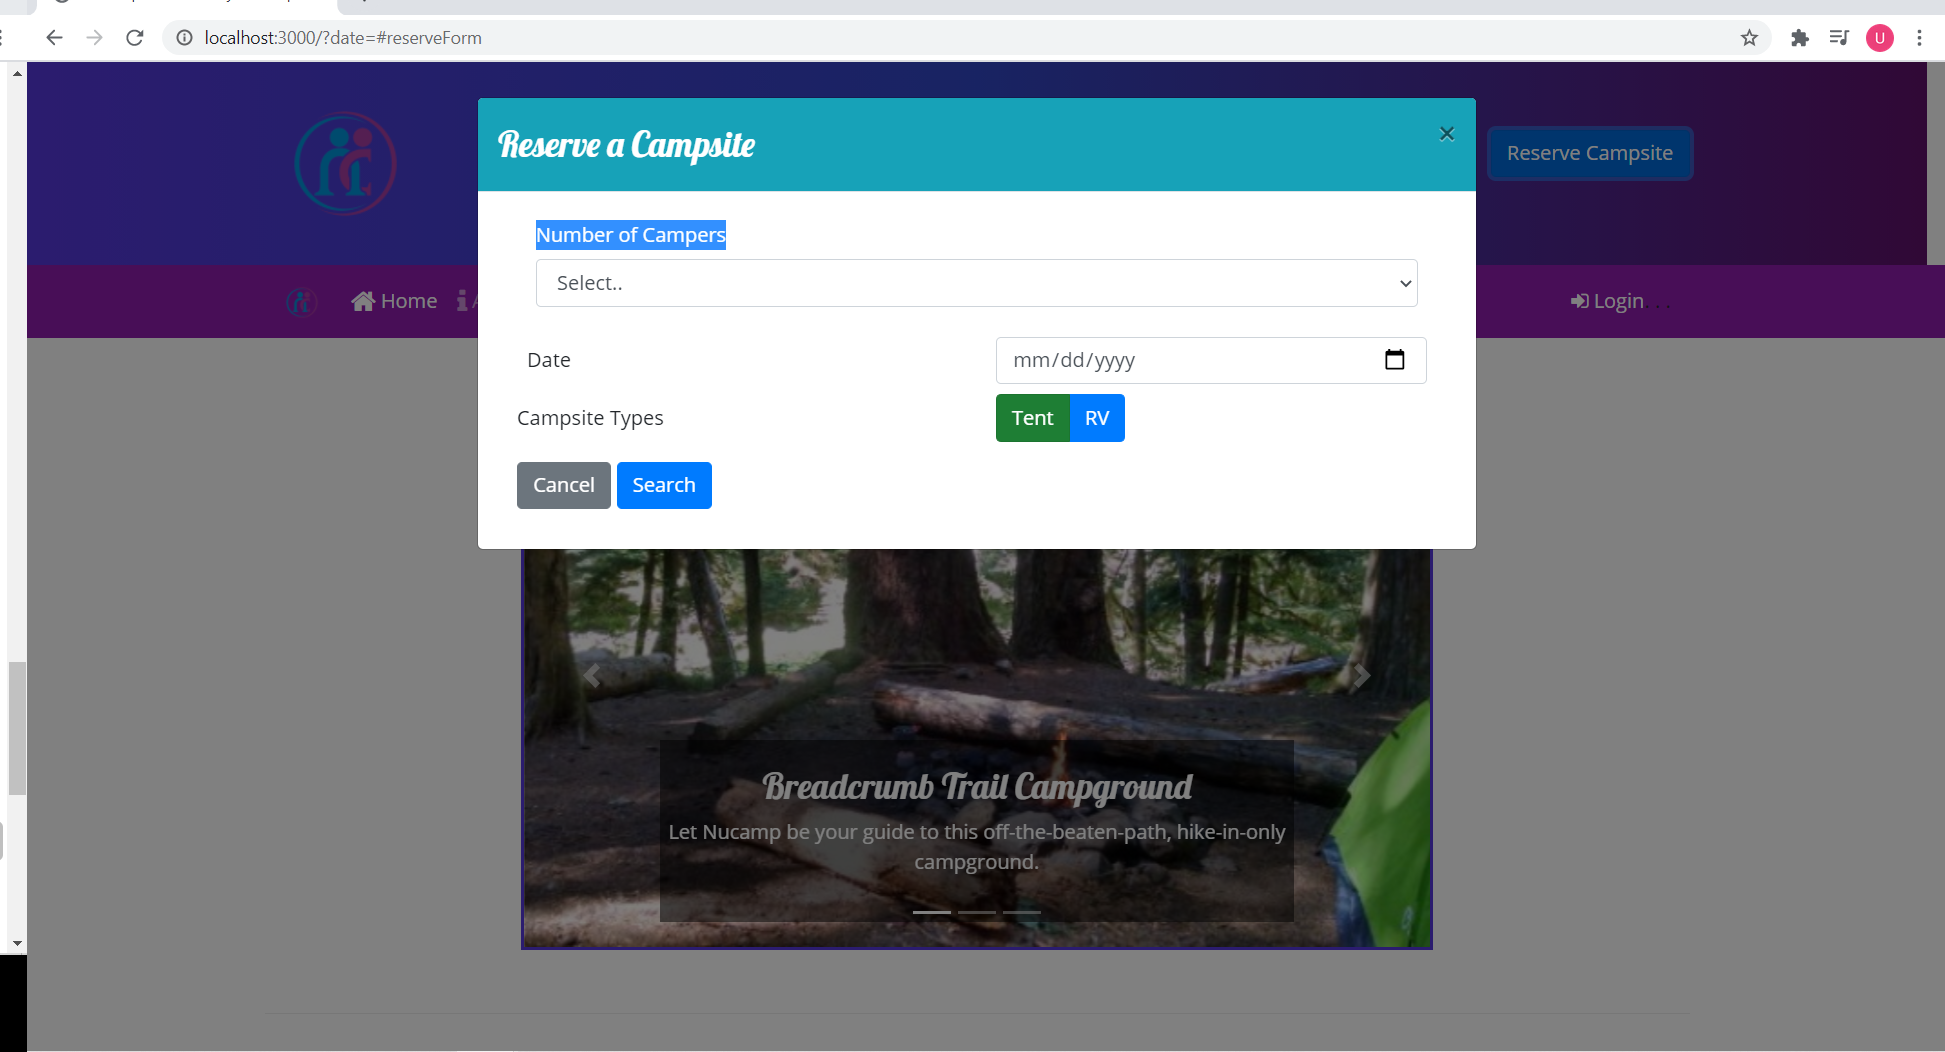 localhost:3000/?date=#reserveForm
U
Reserve a Campsite
×
Reserve Campsite
Number of Campers
Select..
Home
Login...
Date
mm/dd/yyyy
Campsite Types
Tent
RV
Cancel
Search
Breadcrumb Trail Campground
Let Nucamp be your guide to this off-the-beaten-path, hike-in-only
campground.